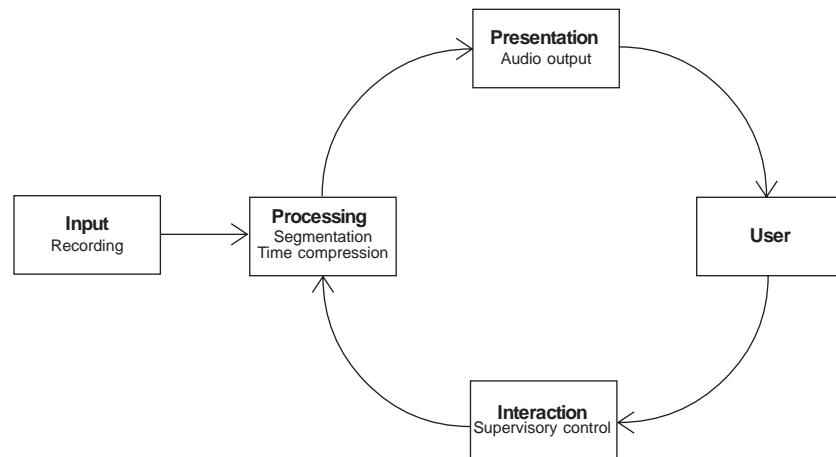 Presentation
Audio output
Input
Recording
Processing
Segmentation
Time compression
User
Interaction
Supervisory control